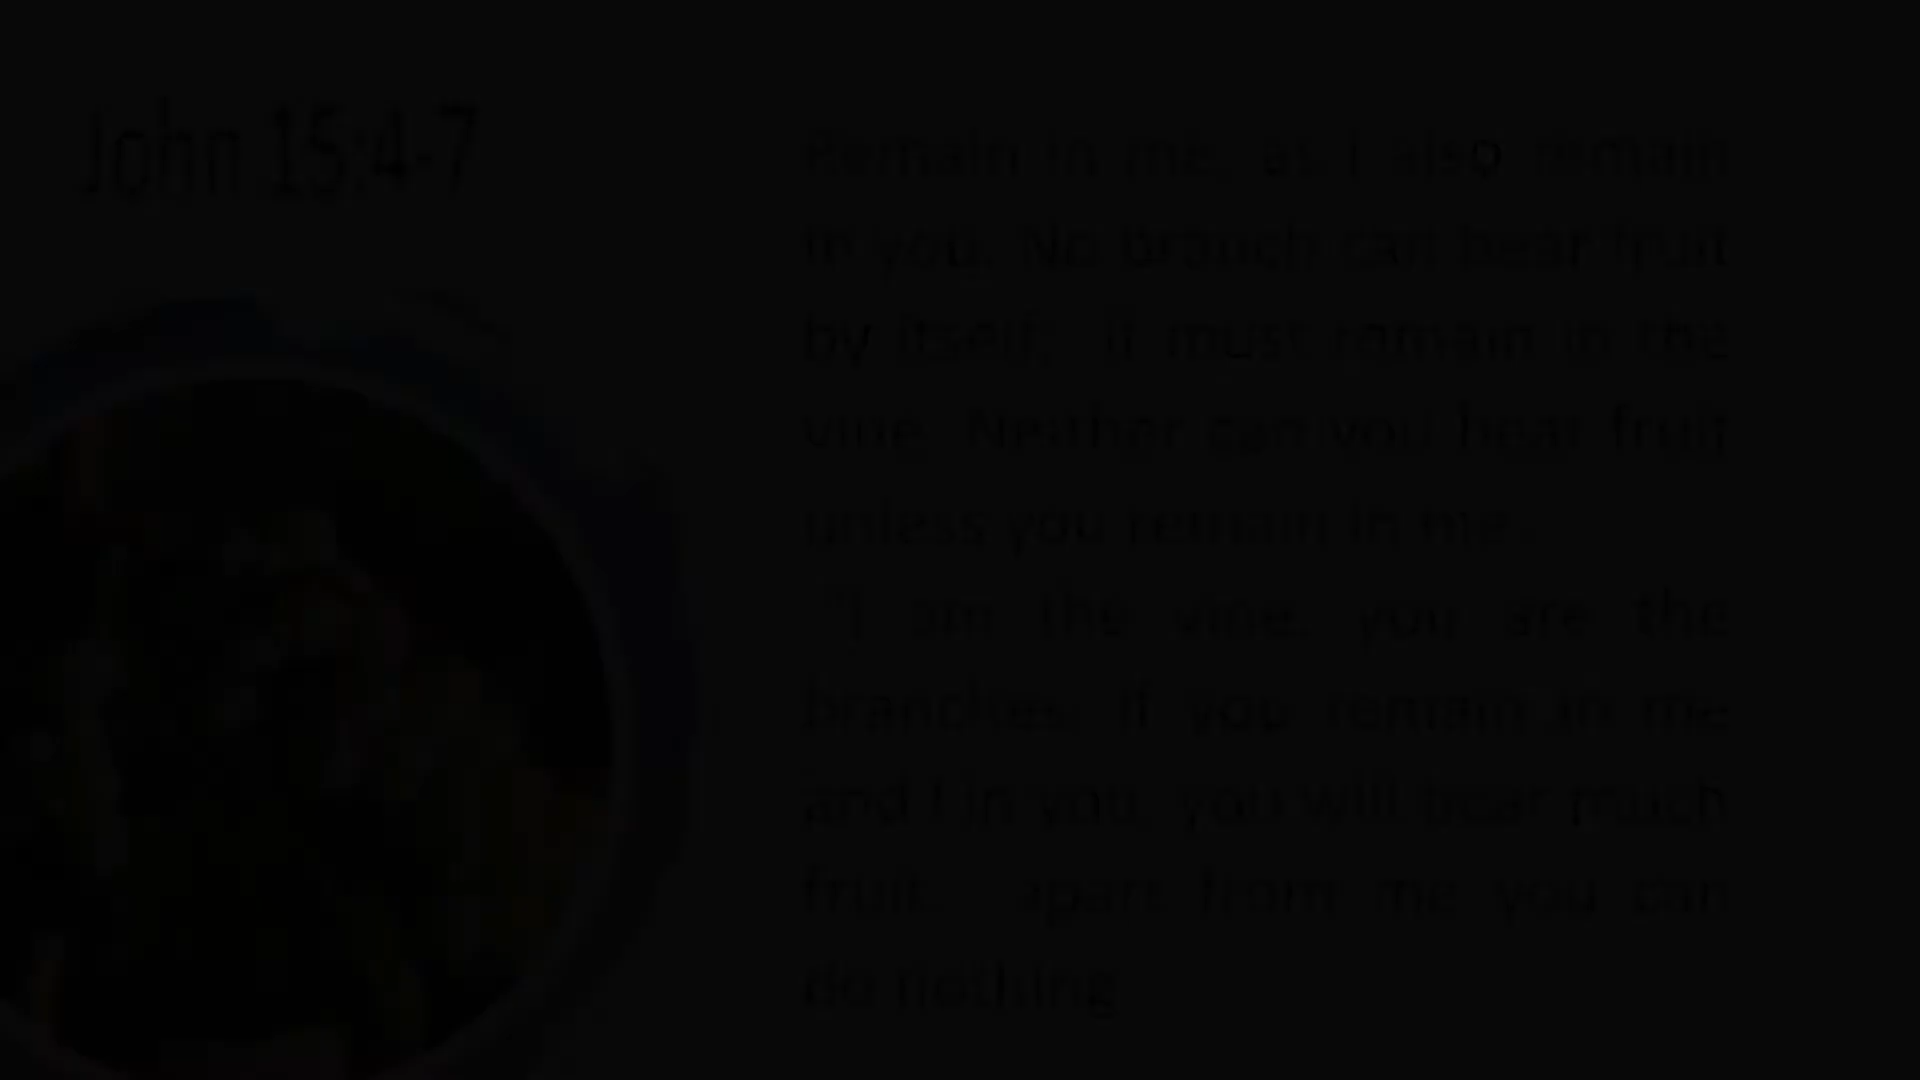 John 15:4-7
Remain in me, as I also remain
in you. No branch can bear fruit
by itself; it must remain in the
vine. Neither can you bear fruit
unless you remain in me.
"I am the vine; you are the
branches. If you remain in me
and I in you, you will bear much
fruit; apart from me you can
do nothing